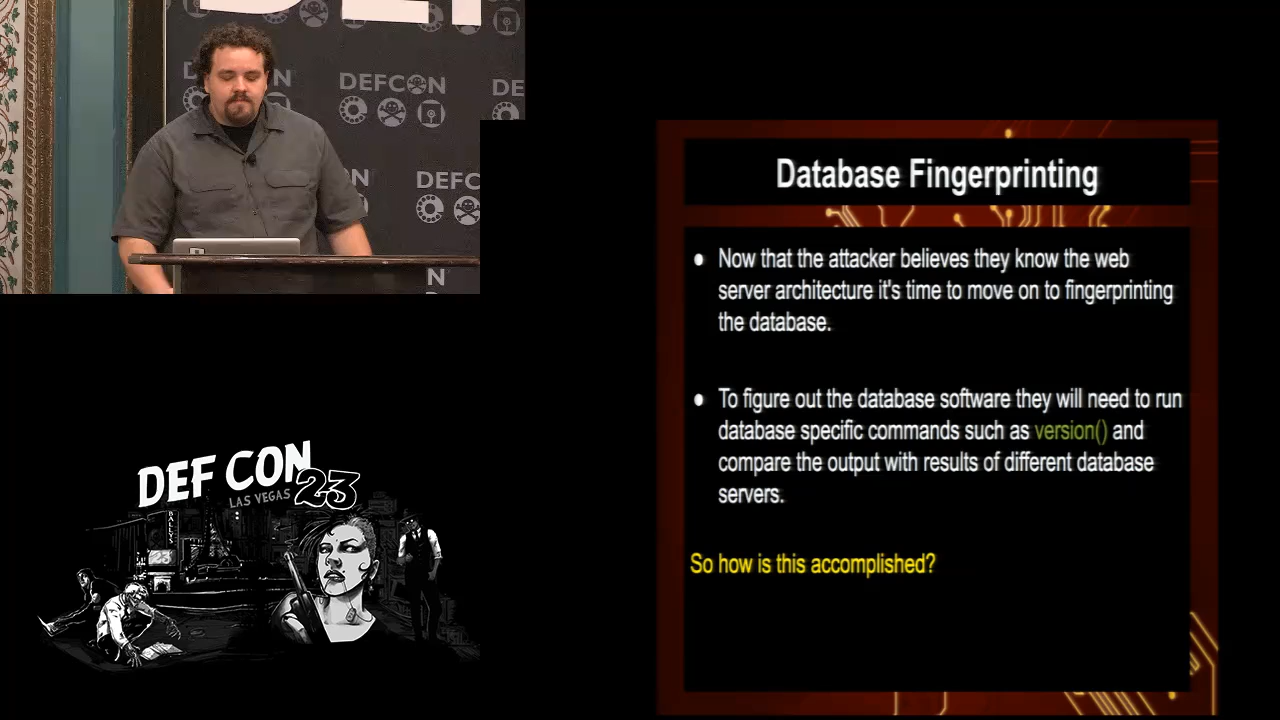 DEFCON
DEFC
Database Fingerprinting
Now that the attacker believes they know the web
server architecture it's time to move on to fingerprinting
the database.
To figure out the database software they will need to run
database specific commands such as version() and
compare the output with results of different database
servers.
So how is this accomplished?
DEF CON
LAS VEGAS 23
BALLYS